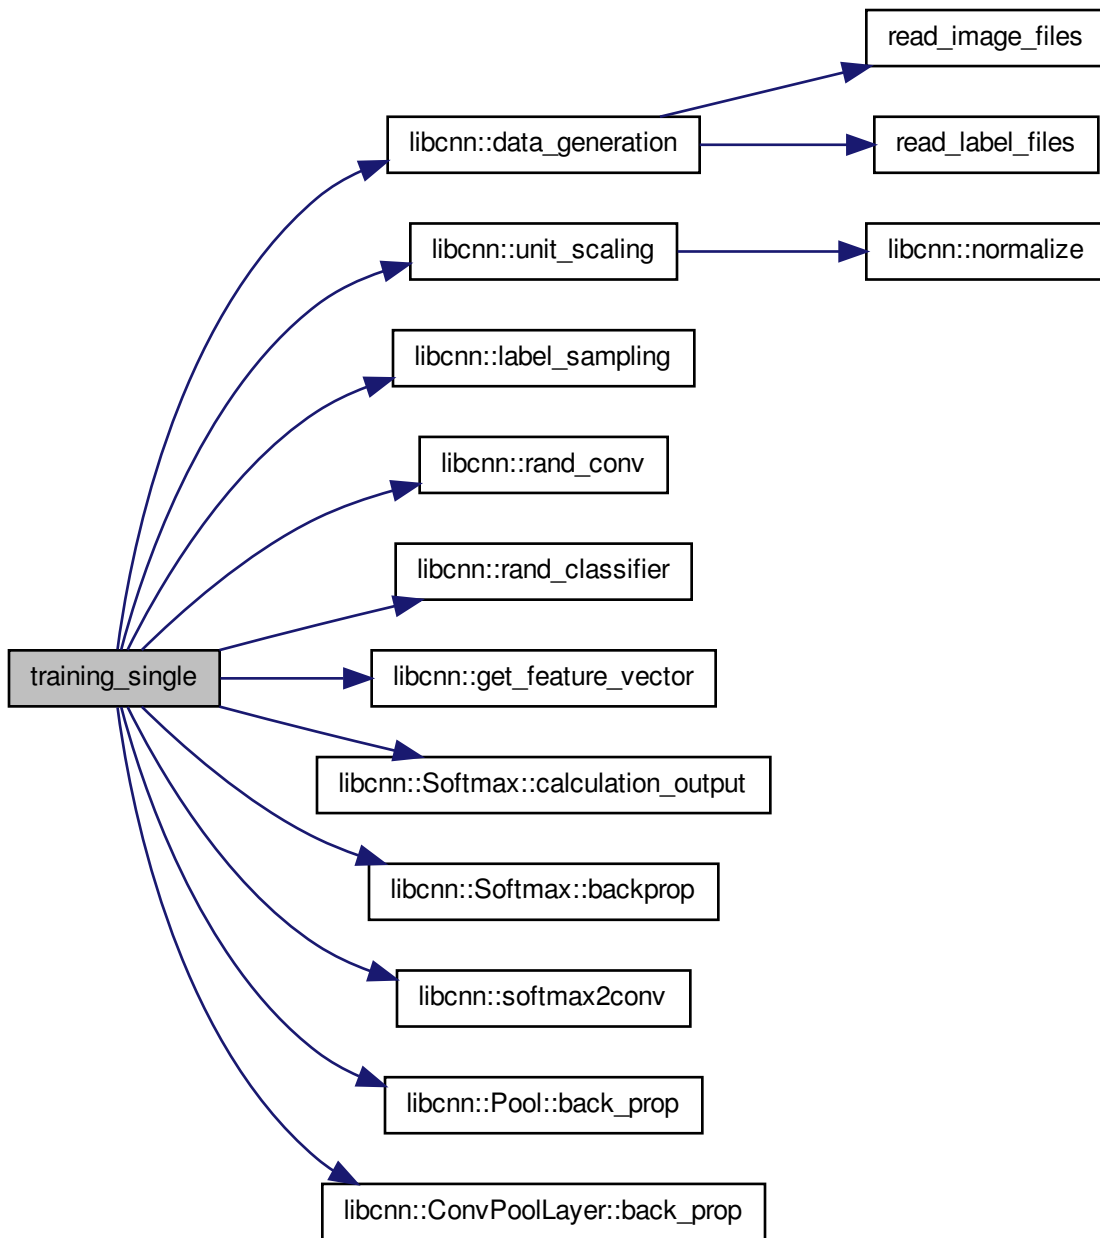 read_image_files
libcnn::data_generation
read_label_files
libcnn::unit_scaling
libcnn::normalize
libcnn::label_sampling
libcnn::rand_conv
libcnn::rand_classifier
training_single
libcnn::get_feature_vector
libcnn::Softmax::calculation_output
libcnn::Softmax::backprop
libcnn::softmax2conv
libcnn::Pool::back_prop
libcnn::ConvPoolLayer::back_prop